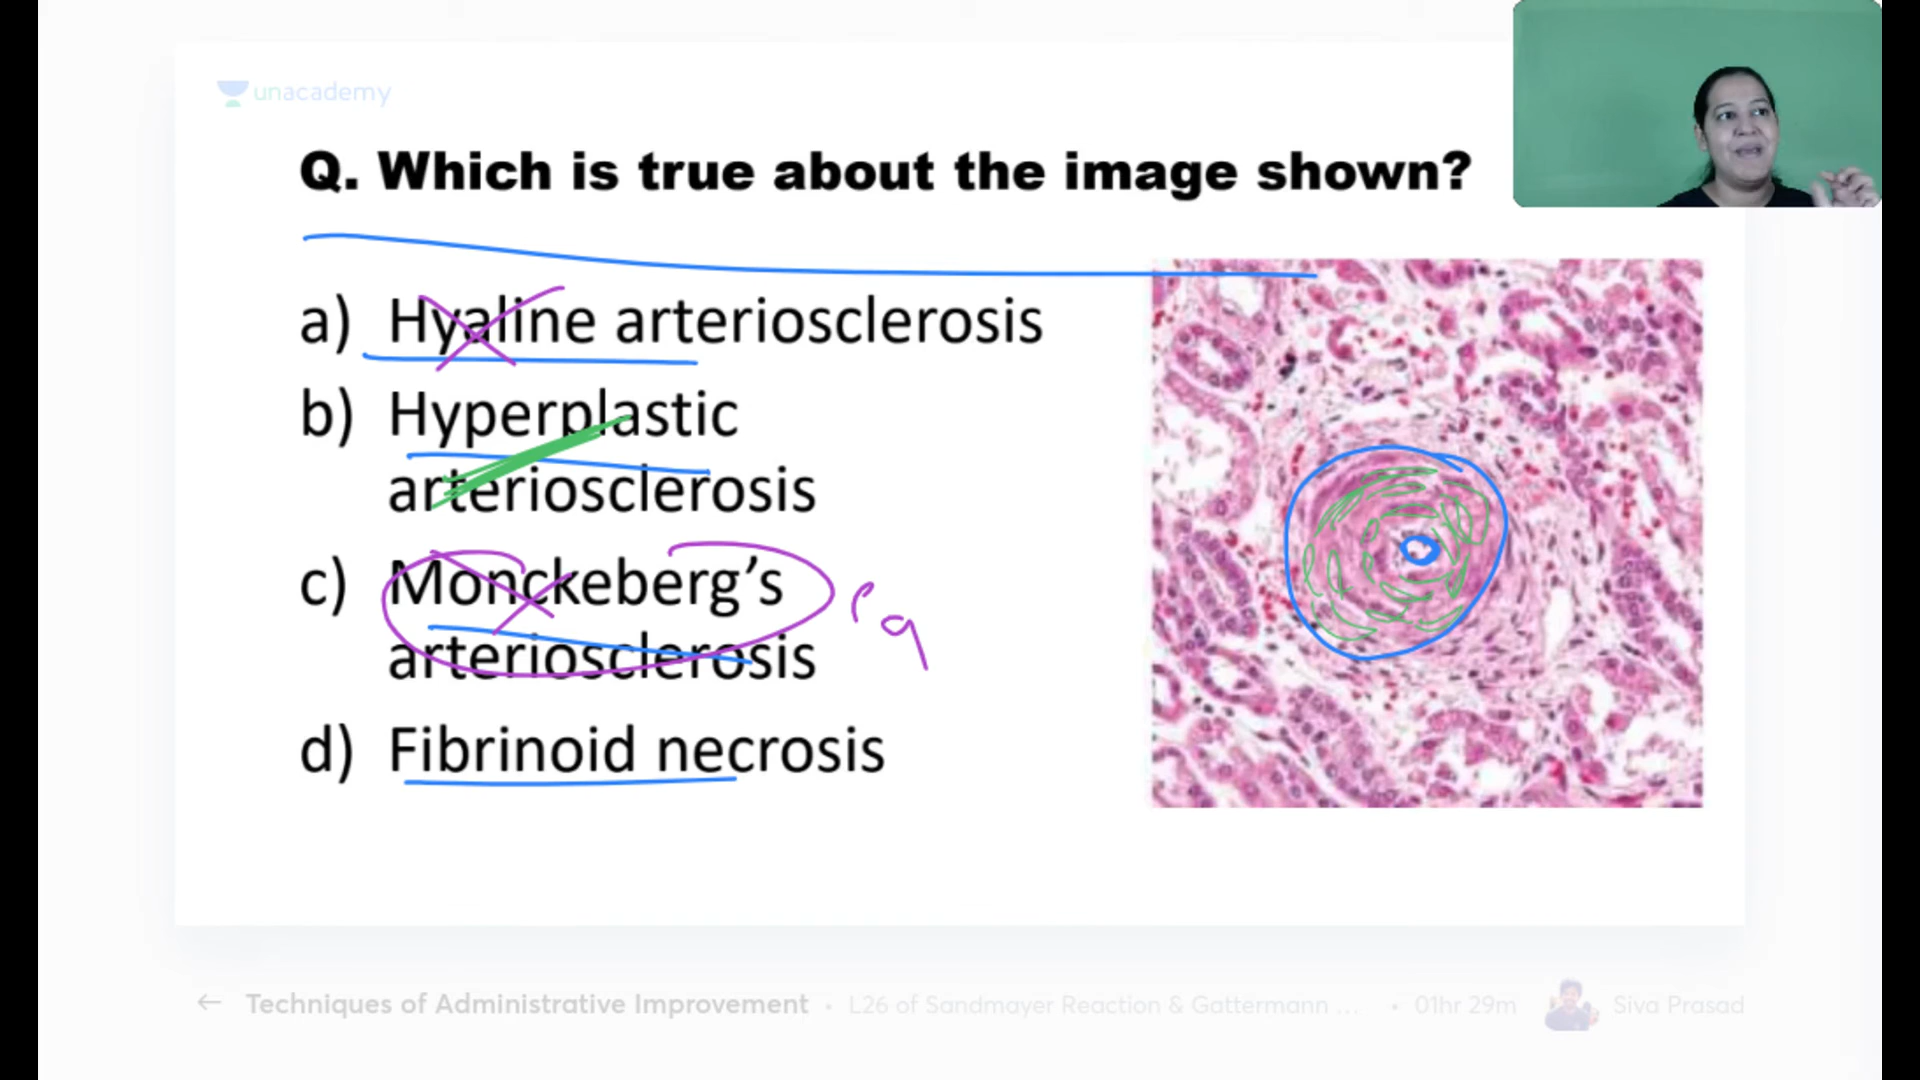 unacademy
Q. Which is true about the image shown?
a) Hyaline arteriosclerosis
b) Hyperplastic
arteriosclerosis
c) Monckeberg's
arteriosclerosis
d) Fibrinoid necrosis
← Techniques of Administrative Improvement • L26 of Sandmayer Reaction & Gattermann ... • 01hr 29m Siva Prasad